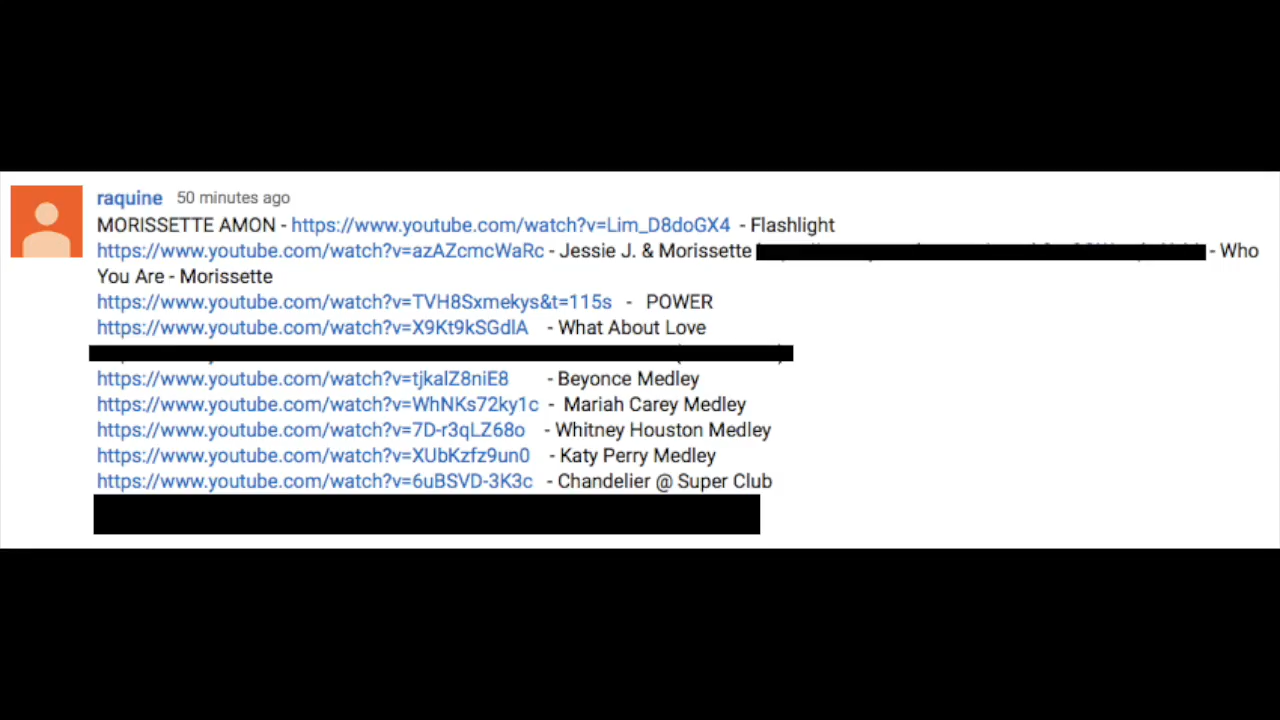 raquine 50 minutes ago
MORISSETTE AMON - https://www.youtube.com/watch?v=Lim_D8doGX4 - Flashlight
https://www.youtube.com/watch?v=azAZcmcWaRc - Jessie J. & Morissette - Who
You Are - Morissette
https://www.youtube.com/watch?v=TVH8Sxmekys&t=115s - POWER
https://www.youtube.com/watch?v=X9Kt9kSGdlA - What About Love
https://www.youtube.com/watch?v=tjkalZ8niE8 - Beyonce Medley
https://www.youtube.com/watch?v=WhNKs72ky1c - Mariah Carey Medley
https://www.youtube.com/watch?v=7D-r3qLZ68o - Whitney Houston Medley
https://www.youtube.com/watch?v=XUbKzfz9un0 - Katy Perry Medley
https://www.youtube.com/watch?v=6uBSVD-3K3c - Chandelier @ Super Club